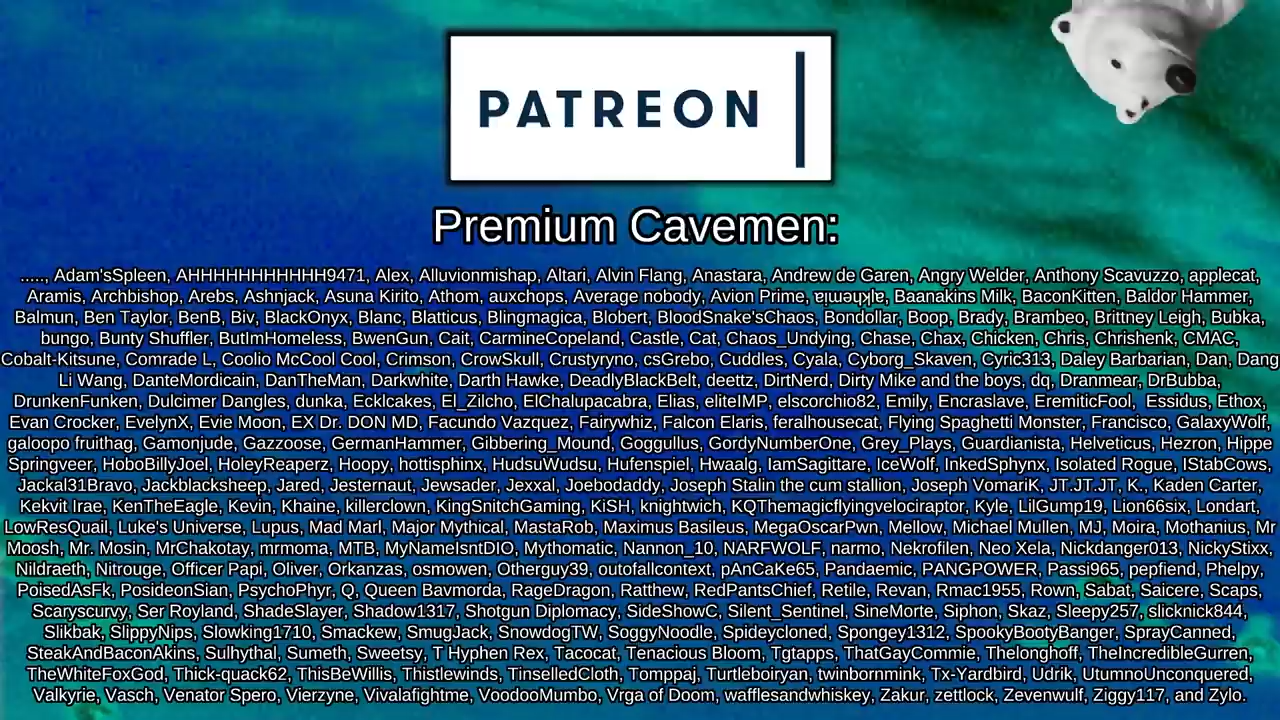 PATREON
Premium Cavemen:
....., Adam'sSpleen, AHHHHHHHHHHH9471, Alex, Alluvionmishap, Altari, Alvin Flang, Anastara, Andrew de Garen, Angry Welder, Anthony Scavuzzo, applecat,
Aramis, Archbishop, Arebs, Ashnjack, Asuna Kirito, Athom, auxchops, Average nobody, Avion Prime, ɐɯǝɥʞlɐ, Baanakins Milk, BaconKitten, Baldor Hammer,
Balmun, Ben Taylor, BenB, Biv, BlackOnyx, Blanc, Blatticus, Blingmagica, Blobert, BloodSnake'sChaos, Bondollar, Boop, Brady, Brambeo, Brittney Leigh, Bubka,
bungo, Bunty Shuffler, ButImHomeless, BwenGun, Cait, CarmineCopeland, Castle, Cat, Chaos_Undying, Chase, Chax, Chicken, Chris, Chrishenk, CMAC,
Cobalt-Kitsune, Comrade L, Coolio McCool Cool, Crimson, CrowSkull, Crustyryno, csGrebo, Cuddles, Cyala, Cyborg_Skaven, Cyric313, Daley Barbarian, Dan, Dang
Li Wang, DanteMordicain, DanTheMan, Darkwhite, Darth Hawke, DeadlyBlackBelt, deettz, DirtNerd, Dirty Mike and the boys, dq, Dranmear, DrBubba,
DrunkenFunken, Dulcimer Dangles, dunka, Ecklcakes, El_Zilcho, ElChalupacabra, Elias, eliteIMP, elscorchio82, Emily, Encraslave, EremiticFool, Essidus, Ethox,
Evan Crocker, EvelynX, Evie Moon, EX Dr. DON MD, Facundo Vazquez, Fairywhiz, Falcon Elaris, feralhousecat, Flying Spaghetti Monster, Francisco, GalaxyWolf,
galoopo fruithag, Gamonjude, Gazzoose, GermanHammer, Gibbering_Mound, Goggullus, GordyNumberOne, Grey_Plays, Guardianista, Helveticus, Hezron, Hippe
Springveer, HoboBillyJoel, HoleyReaperz, Hoopy, hottisphinx, HudsuWudsu, Hufenspiel, Hwaalg, IamSagittare, IceWolf, InkedSphynx, Isolated Rogue, IStabCows,
Jackal31Bravo, Jackblacksheep, Jared, Jesternaut, Jewsader, Jexxal, Joebodaddy, Joseph Stalin the cum stallion, Joseph VomariK, JT.JT.JT, K., Kaden Carter,
Kekvit Irae, KenTheEagle, Kevin, Khaine, killerclown, KingSnitchGaming, KiSH, knightwich, KQThemagicflyingvelociraptor, Kyle, LilGump19, Lion66six, Londart,
LowResQuail, Luke's Universe, Lupus, Mad Marl, Major Mythical, MastaRob, Maximus Basileus, MegaOscarPwn, Mellow, Michael Mullen, MJ, Moira, Mothanius, Mr
Moosh, Mr. Mosin, MrChakotay, mrmoma, MTB, MyNameIsntDIO, Mythomatic, Nannon_10, NARFWOLF, narmo, Nekrofilen, Neo Xela, Nickdanger013, NickyStixx,
Nildraeth, Nitrouge, Officer Papi, Oliver, Orkanzas, osmowen, Otherguy39, outofallcontext, pAnCaKe65, Pandaemic, PANGPOWER, Passi965, pepfiend, Phelpy,
PoisedAsFk, PosideonSian, PsychoPhyr, Q, Queen Bavmorda, RageDragon, Ratthew, RedPantsChief, Retile, Revan, Rmac1955, Rown, Sabat, Saicere, Scaps,
Scaryscurvy, Ser Royland, ShadeSlayer, Shadow1317, Shotgun Diplomacy, SideShowC, Silent_Sentinel, SineMorte, Siphon, Skaz, Sleepy257, slicknick844,
Slikbak, SlippyNips, Slowking1710, Smackew, SmugJack, SnowdogTW, SoggyNoodle, Spideycloned, Spongey1312, SpookyBootyBanger, SprayCanned,
SteakAndBaconAkins, Sulhythal, Sumeth, Sweetsy, T Hyphen Rex, Tacocat, Tenacious Bloom, Tgtapps, ThatGayCommie, Thelonghoff, TheIncredibleGurren,
TheWhiteFoxGod, Thick-quack62, ThisBeWillis, Thistlewinds, TinselledCloth, Tomppaj, Turtleboiryan, twinbornmink, Tx-Yardbird, Udrik, UtumnoUnconquered,
Valkyrie, Vasch, Venator Spero, Vierzyne, Vivalafightme, VoodooMumbo, Vrga of Doom, wafflesandwhiskey, Zakur, zettlock, Zevenwulf, Ziggy117, and Zylo.